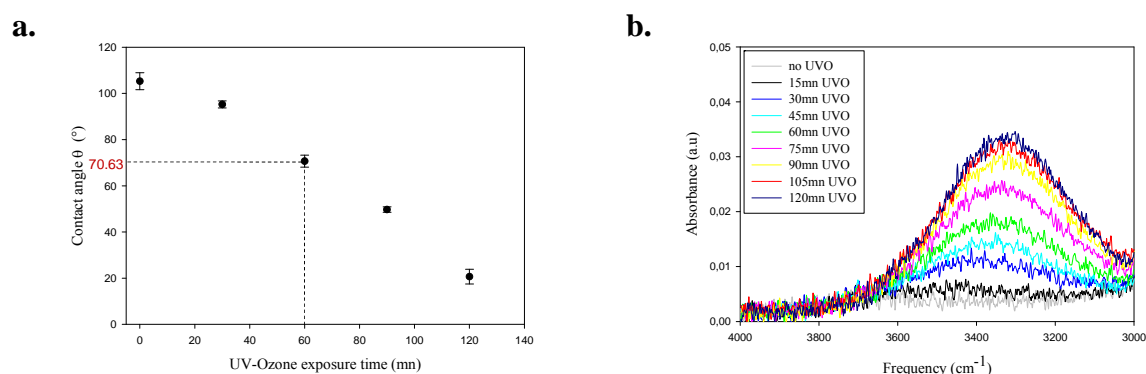 a.
120
100
80
70.63
60
40
20
0
Contact angle θ (°)
0 20 40 60 80 100 120 140
UV-Ozone exposure time (mn)
b.
0,05
0,04
0,03
0,02
0,01
0,00
Absorbance (a.u)
no UVO
15mn UVO
30mn UVO
45mn UVO
60mn UVO
75mn UVO
90mn UVO
105mn UVO
120mn UVO
4000 3800 3600 3400 3200 3000
Frequency (cm-1)